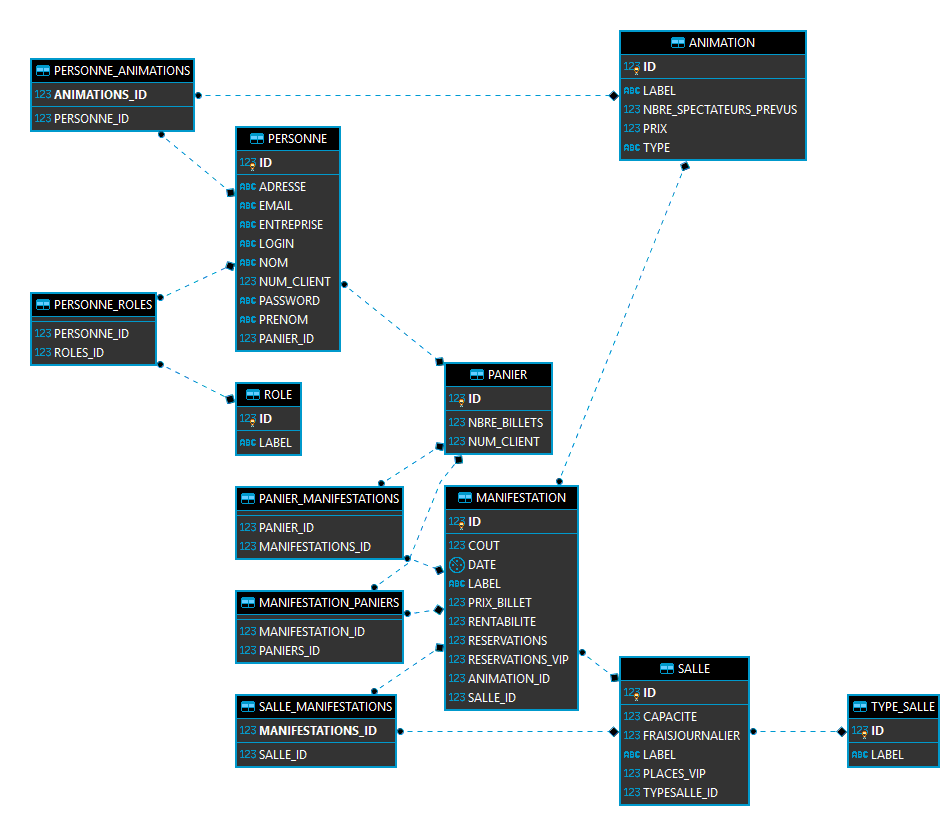 PERSONNE_ANIMATIONS
123 ANIMATIONS_ID
123 PERSONNE_ID
ANIMATION
123 ID
ABC LABEL
123 NBRE_SPECTATEURS_PREVUS
123 PRIX
ABC TYPE
PERSONNE
123 ID
ABC ADRESSE
ABC EMAIL
ABC ENTREPRISE
ABC LOGIN
ABC NOM
123 NUM_CLIENT
ABC PASSWORD
ABC PRENOM
123 PANIER_ID
PERSONNE_ROLES
123 PERSONNE_ID
123 ROLES_ID
ROLE
123 ID
ABC LABEL
PANIER
123 ID
123 NBRE_BILLETS
123 NUM_CLIENT
PANIER_MANIFESTATIONS
123 PANIER_ID
123 MANIFESTATIONS_ID
MANIFESTATION
123 ID
123 COUT
DATE
ABC LABEL
123 PRIX_BILLET
123 RENTABILITE
123 RESERVATIONS
123 RESERVATIONS_VIP
123 ANIMATION_ID
123 SALLE_ID
MANIFESTATION_PANIERS
123 MANIFESTATION_ID
123 PANIERS_ID
SALLE_MANIFESTATIONS
123 MANIFESTATIONS_ID
123 SALLE_ID
SALLE
123 ID
123 CAPACITE
123 FRAISJOURNALIER
ABC LABEL
123 PLACES_VIP
123 TYPESALLE_ID
TYPE_SALLE
123 ID
ABC LABEL